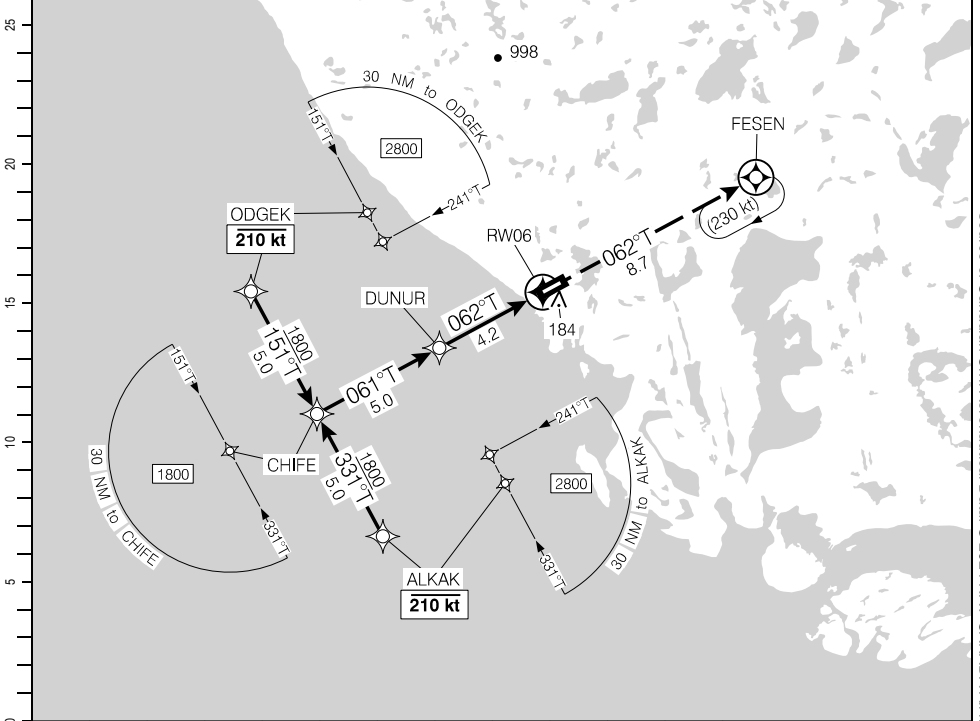 25
20
15
10
5
0
998
30 NM to ODGEK
151°T
2800
241°T
FESEN
(230 kt)
ODGEK
210 kt
RW06
062°T
8.7
DUNUR
062°T
4.2
184
1800
151°T
5.0
061°T
5.0
151°T
1800
331°T
30 NM to CHIFE
CHIFE
1800
331°T
5.0
241°T
2800
331°T
30 NM to ALKAK
ALKAK
210 kt